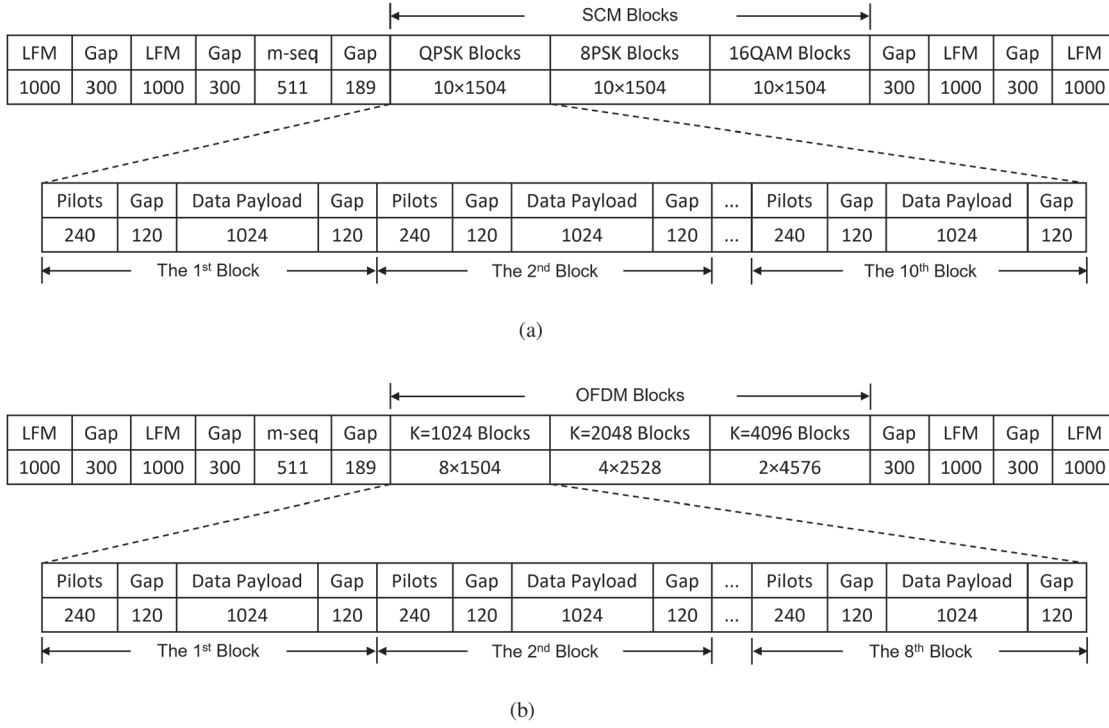 SCM Blocks
LFM Gap LFM Gap m-seq Gap QPSK Blocks 8PSK Blocks 16QAM Blocks Gap LFM Gap LFM
1000 300 1000 300 511 189 10×1504 10×1504 10×1504 300 1000 300 1000
Pilots Gap Data Payload Gap Pilots Gap Data Payload Gap ... Pilots Gap Data Payload Gap
240 120 1024 120 240 120 1024 120 ... 240 120 1024 120
The 1st Block The 2nd Block The 10th Block
(a)
OFDM Blocks
LFM Gap LFM Gap m-seq Gap K=1024 Blocks K=2048 Blocks K=4096 Blocks Gap LFM Gap LFM
1000 300 1000 300 511 189 8×1504 4×2528 2×4576 300 1000 300 1000
Pilots Gap Data Payload Gap Pilots Gap Data Payload Gap ... Pilots Gap Data Payload Gap
240 120 1024 120 240 120 1024 120 ... 240 120 1024 120
The 1st Block The 2nd Block The 8th Block
(b)